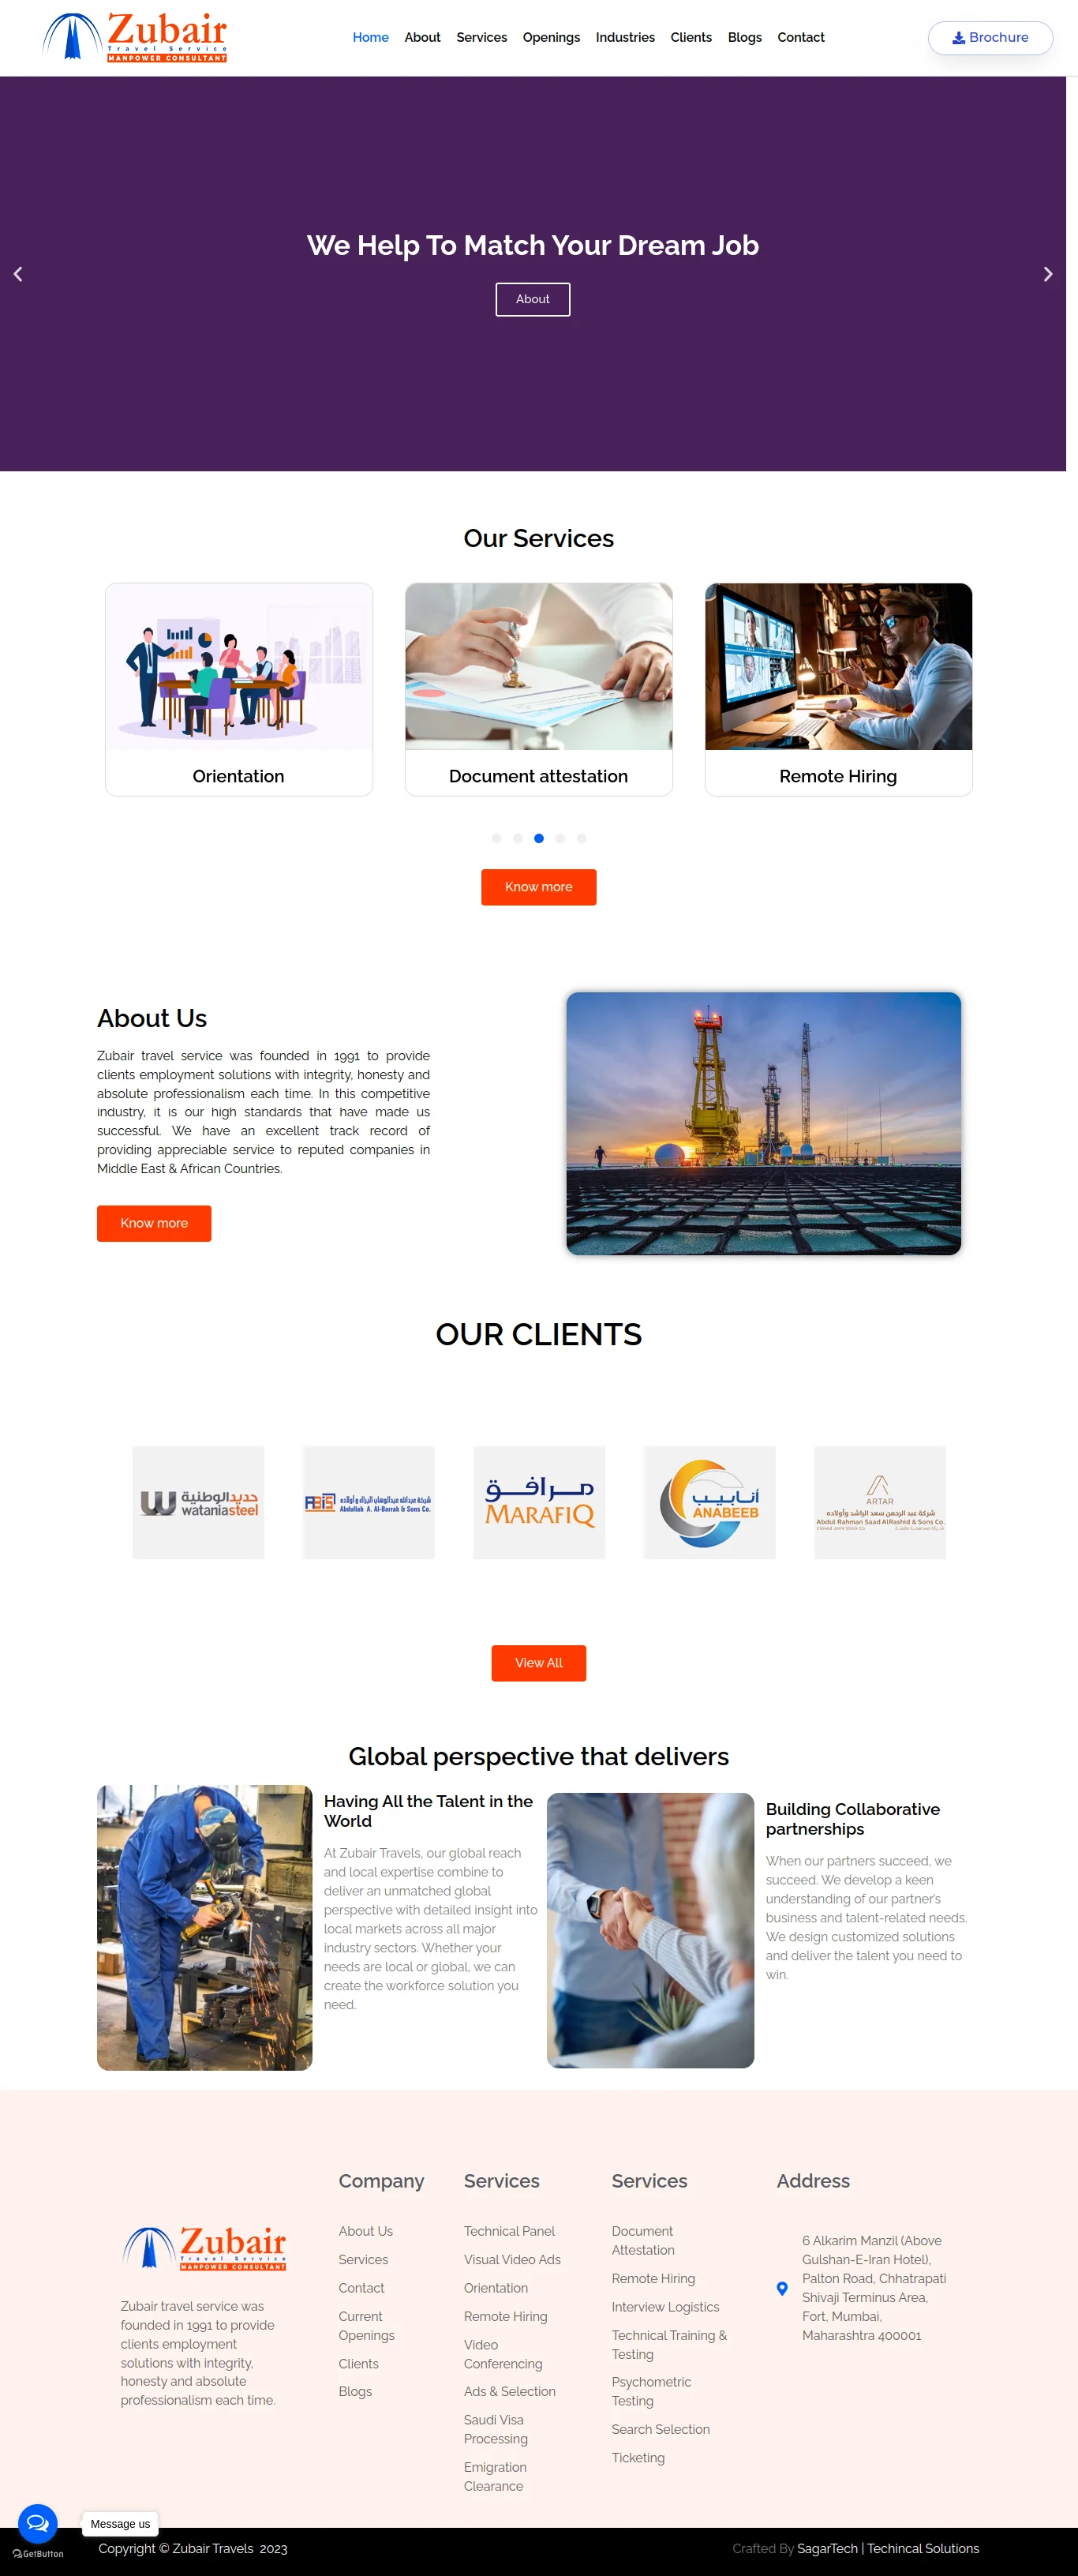 Zubair
Travel Service
MANPOWER CONSULTANT
Home About Services Openings Industries Clients Blogs Contact
Brochure
We Help To Match Your Dream Job
About
Our Services
Orientation
Document attestation
Remote Hiring
Know more
About Us
Zubair travel service was founded in 1991 to provide
clients employment solutions with integrity, honesty and
absolute professionalism each time. In this competitive
industry, it is our high standards that have made us
successful. We have an excellent track record of
providing appreciable service to reputed companies in
Middle East & African Countries.
Know more
OUR CLIENTS
حديد الوطنية
wataniasteel
ABIS
شركة عبدالله عبدالوهاب البراك و أولاده
Abdullah A. Al-Barrak & Sons Co.
مرافق
MARAFIQ
أنابيب
ANABEEB
ARTAR
شركة عبد الرحمن سعد الراشد وأولاده
Abdul Rahman Saad AlRashid & Sons Co.
Closed Joint Stock Co.
View All
Global perspective that delivers
Having All the Talent in the
World
At Zubair Travels, our global reach
and local expertise combine to
deliver an unmatched global
perspective with detailed insight into
local markets across all major
industry sectors. Whether your
needs are local or global, we can
create the workforce solution you
need.
Building Collaborative
partnerships
When our partners succeed, we
succeed. We develop a keen
understanding of our partner's
business and talent-related needs.
We design customized solutions
and deliver the talent you need to
win.
Zubair
Travel Service
MANPOWER CONSULTANT
Zubair travel service was
founded in 1991 to provide
clients employment
solutions with integrity,
honesty and absolute
professionalism each time.
Company
About Us
Services
Contact
Current
Openings
Clients
Blogs
Services
Technical Panel
Visual Video Ads
Orientation
Remote Hiring
Video
Conferencing
Ads & Selection
Saudi Visa
Processing
Emigration
Clearance
Services
Document
Attestation
Remote Hiring
Interview Logistics
Technical Training &
Testing
Psychometric
Testing
Search Selection
Ticketing
Address
6 Alkarim Manzil (Above
Gulshan-E-Iran Hotel),
Palton Road, Chhatrapati
Shivaji Terminus Area,
Fort, Mumbai,
Maharashtra 400001
Message us
GetButton
Copyright © Zubair Travels 2023
Crafted By SagarTech | Techincal Solutions